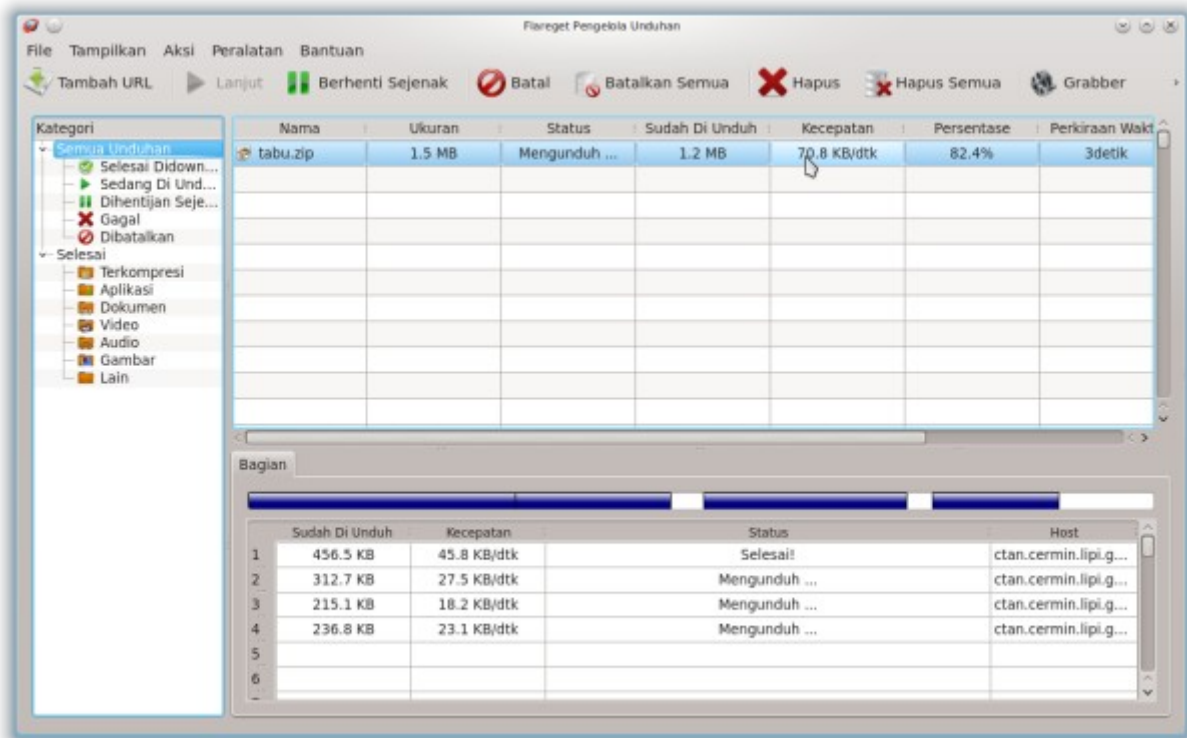 Flareget Pengelola Unduhan
File Tampilkan Aksi Peralatan Bantuan
Tambah URL Lanjut Berhenti Sejenak Batal Batalkan Semua Hapus Hapus Semua Grabber
Kategori
Semua Unduhan
Selesai Didown...
Sedang Di Und...
Dihentijan Seje...
Gagal
Dibatalkan
Selesai
Terkompresi
Aplikasi
Dokumen
Video
Audio
Gambar
Lain
Nama Ukuran Status Sudah Di Unduh Kecepatan Persentase Perkiraan Wakt
tabu.zip 1.5 MB Mengunduh ... 1.2 MB 70.8 KB/dtk 82.4% 3detik
Bagian
Sudah Di Unduh Kecepatan Status Host
1 456.5 KB 45.8 KB/dtk Selesai! ctan.cermin.lipi.g...
2 312.7 KB 27.5 KB/dtk Mengunduh ... ctan.cermin.lipi.g...
3 215.1 KB 18.2 KB/dtk Mengunduh ... ctan.cermin.lipi.g...
4 236.8 KB 23.1 KB/dtk Mengunduh ... ctan.cermin.lipi.g...
5
6